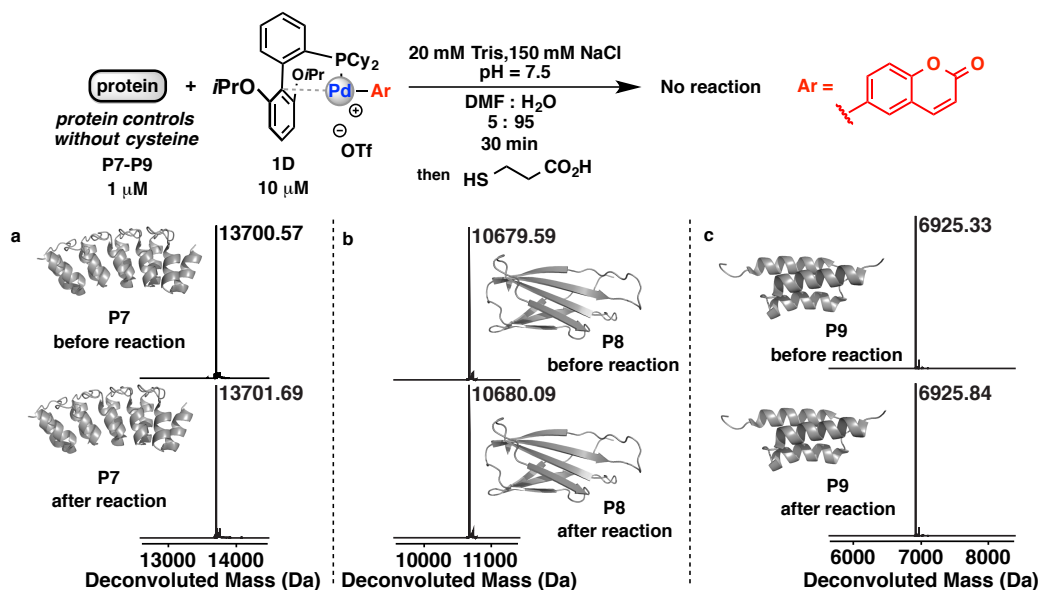 protein
protein controls
without cysteine
P7-P9
1 μM
+
PCy2
iPrO
OiPr
Pd
Ar
⊕
⊖
OTf
1D
10 μM
20 mM Tris,150 mM NaCl
pH = 7.5
DMF : H2O
5 : 95
30 min
then HS CO2H
No reaction
Ar =
O
O
a
13700.57
P7
before reaction
13701.69
P7
after reaction
13000 14000
Deconvoluted Mass (Da)
b
10679.59
P8
before reaction
10680.09
P8
after reaction
10000 11000
Deconvoluted Mass (Da)
c
6925.33
P9
before reaction
6925.84
P9
after reaction
6000 7000 8000
Deconvoluted Mass (Da)